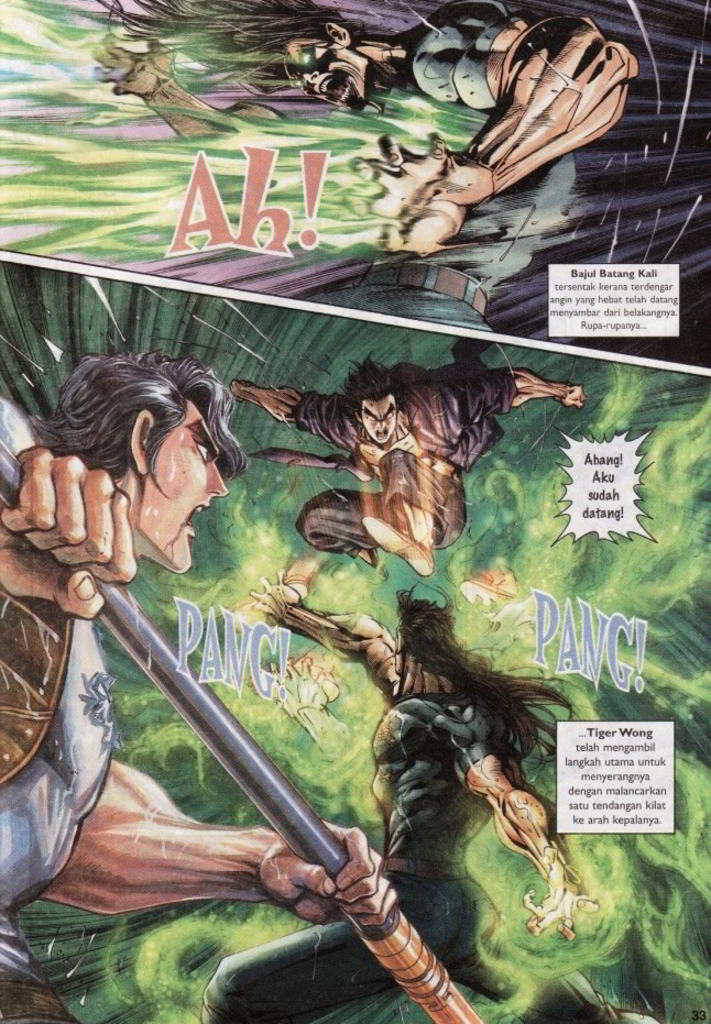 Ah!
Bajul Batang Kali
tersentak kerana terdengar
angin yang hebat telah datang
menyambar dari belakangnya.
Rupa-rupanya...
Abang!
Aku
sudah
datang!
PANG!
PANG!
...Tiger Wong
telah mengambil
langkah utama untuk
menyerangnya
dengan malancarkan
satu tendangan kilat
ke arah kepalanya.
33